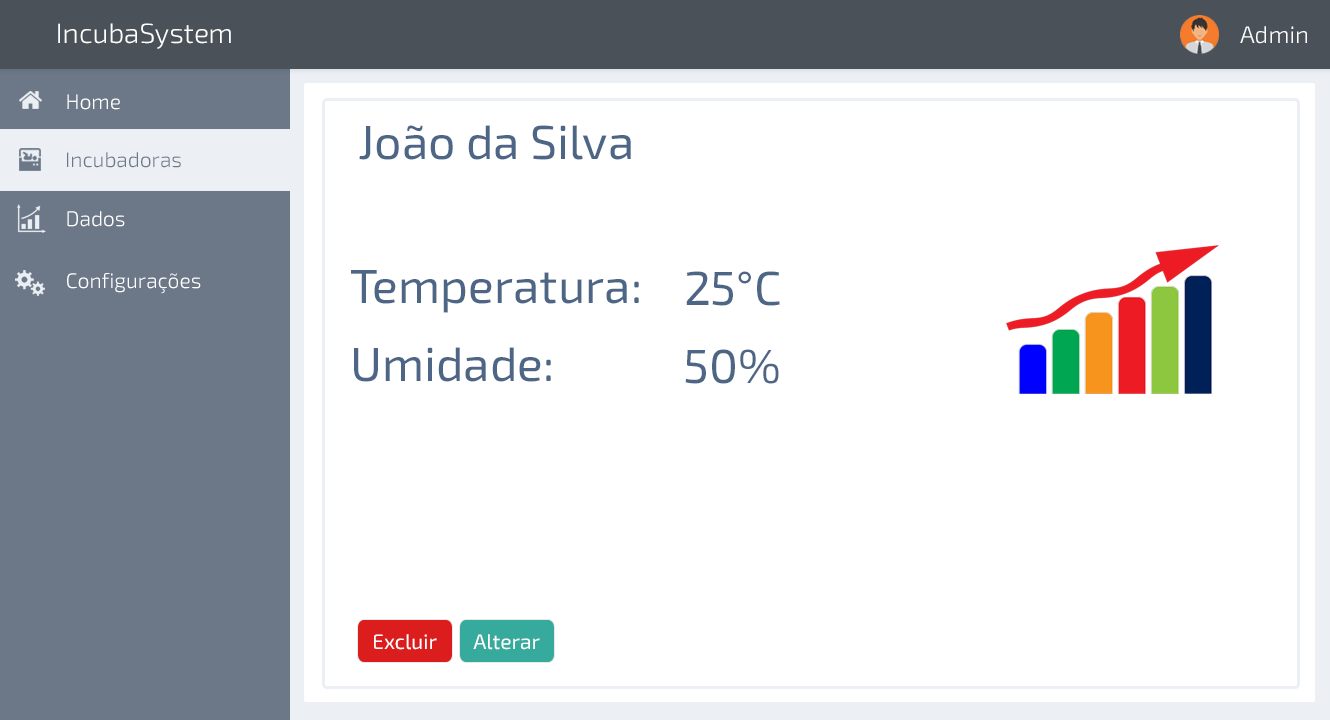 IncubaSystem
Admin
Home
Incubadoras
Dados
Configurações
João da Silva
Temperatura: 25°C
Umidade: 50%
Excluir Alterar